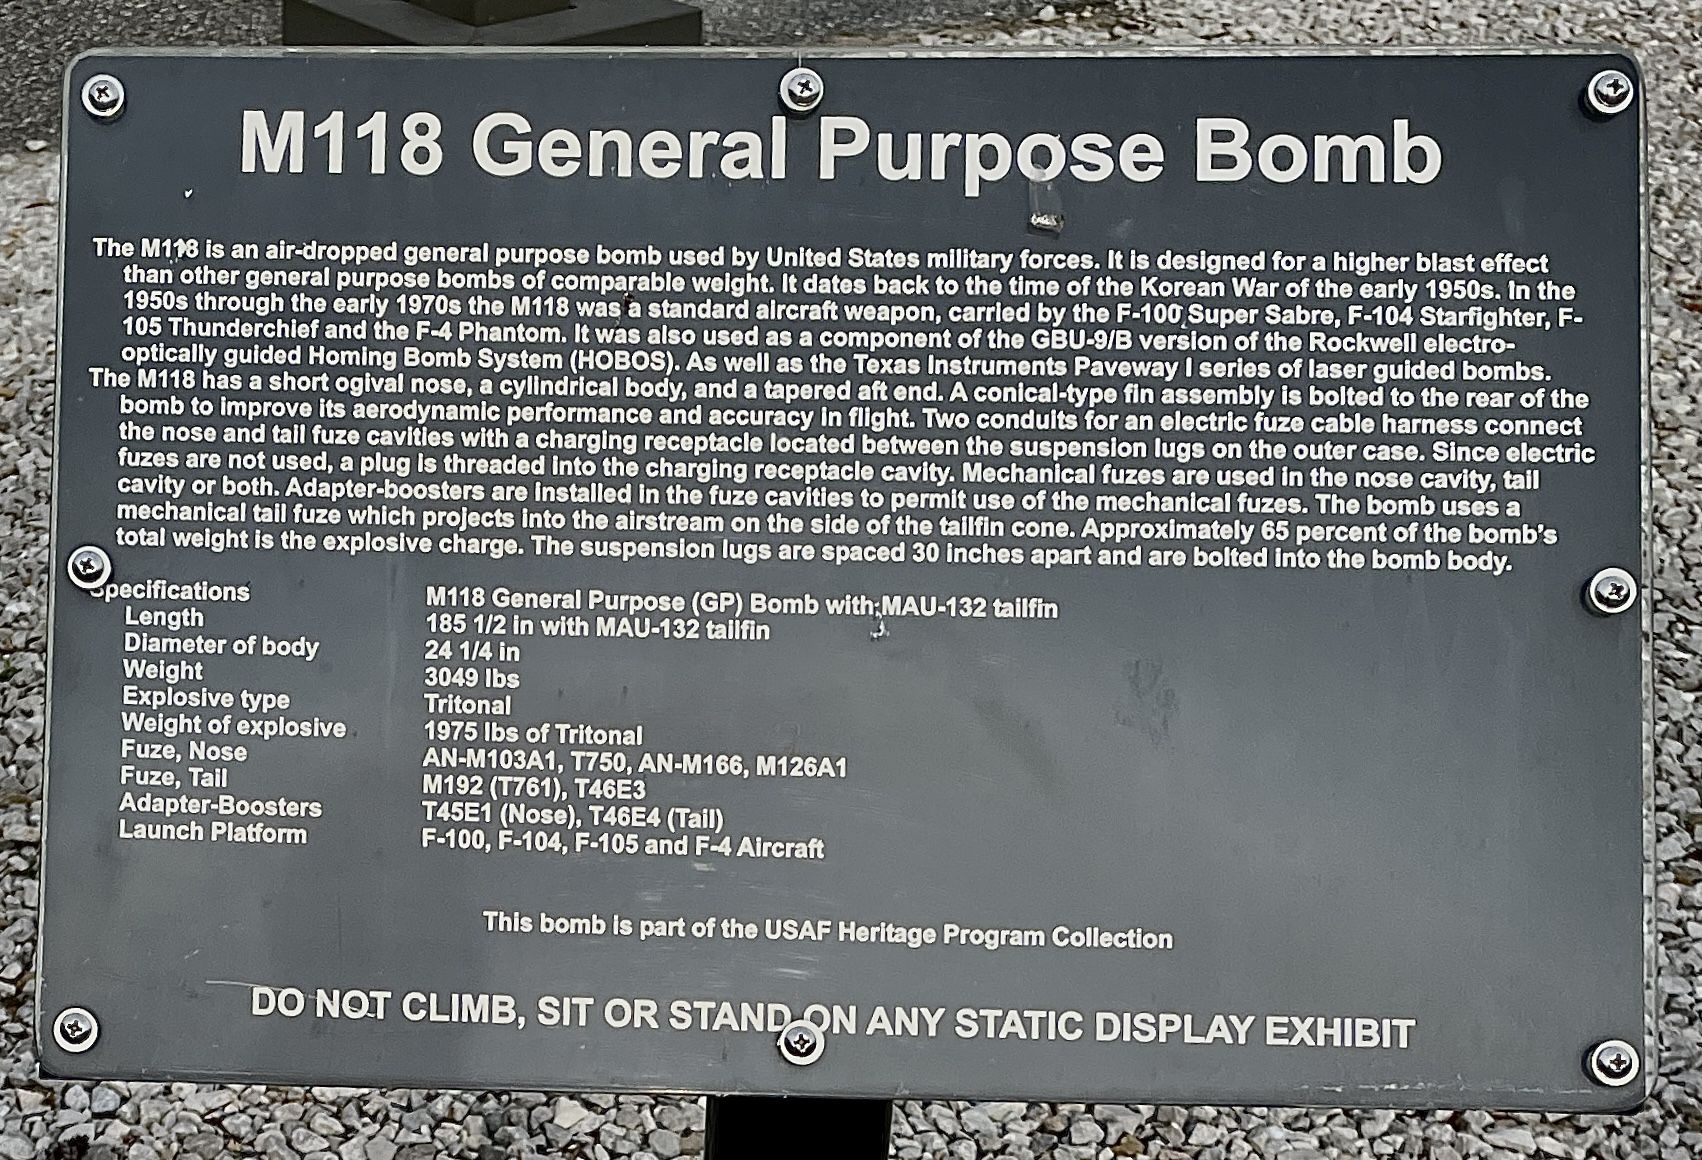 M118 General Purpose Bomb
The M118 is an air-dropped general purpose bomb used by United States military forces. It is designed for a higher blast effect
than other general purpose bombs of comparable weight. It dates back to the time of the Korean War of the early 1950s. In the
1950s through the early 1970s the M118 was a standard aircraft weapon, carried by the F-100 Super Sabre, F-104 Starfighter, F-
105 Thunderchief and the F-4 Phantom. It was also used as a component of the GBU-9/B version of the Rockwell electro-
optically guided Homing Bomb System (HOBOS). As well as the Texas Instruments Paveway I series of laser guided bombs.
The M118 has a short ogival nose, a cylindrical body, and a tapered aft end. A conical-type fin assembly is bolted to the rear of the
bomb to improve its aerodynamic performance and accuracy in flight. Two conduits for an electric fuze cable harness connect
the nose and tail fuze cavities with a charging receptacle located between the suspension lugs on the outer case. Since electric
fuzes are not used, a plug is threaded into the charging receptacle cavity. Mechanical fuzes are used in the nose cavity, tail
cavity or both. Adapter-boosters are installed in the fuze cavities to permit use of the mechanical fuzes. The bomb uses a
mechanical tail fuze which projects into the airstream on the side of the tailfin cone. Approximately 65 percent of the bomb's
total weight is the explosive charge. The suspension lugs are spaced 30 inches apart and are bolted into the bomb body.
Specifications M118 General Purpose (GP) Bomb with MAU-132 tailfin
Length 185 1/2 in with MAU-132 tailfin
Diameter of body 24 1/4 in
Weight 3049 lbs
Explosive type Tritonal
Weight of explosive 1975 lbs of Tritonal
Fuze, Nose AN-M103A1, T750, AN-M166, M126A1
Fuze, Tail M192 (T761), T46E3
Adapter-Boosters T45E1 (Nose), T46E4 (Tail)
Launch Platform F-100, F-104, F-105 and F-4 Aircraft
This bomb is part of the USAF Heritage Program Collection
DO NOT CLIMB, SIT OR STAND ON ANY STATIC DISPLAY EXHIBIT